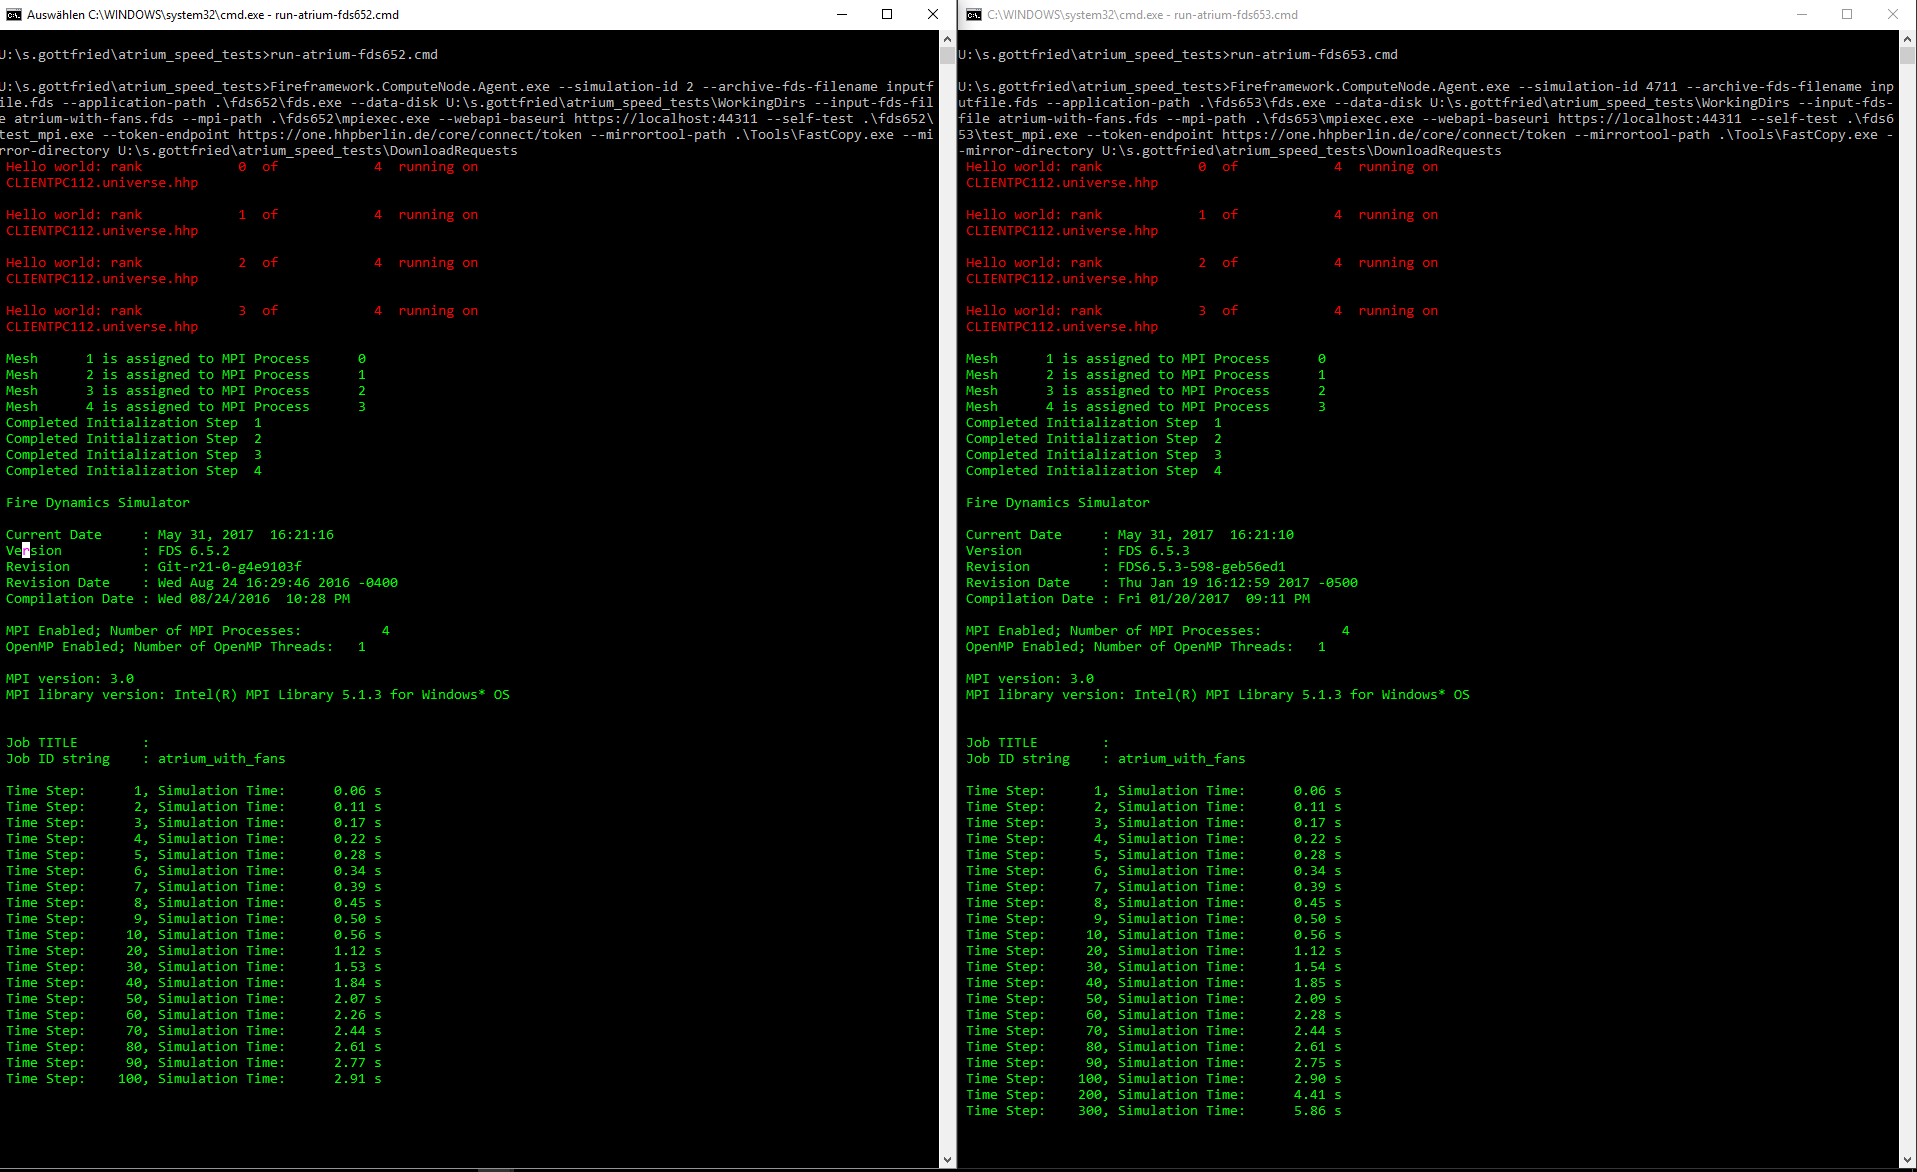 Auswählen C:\WINDOWS\system32\cmd.exe - run-atrium-fds652.cmd
U:\s.gottfried\atrium_speed_tests>run-atrium-fds652.cmd
U:\s.gottfried\atrium_speed_tests>Fireframework.ComputeNode.Agent.exe --simulation-id 2 --archive-fds-filename inputf
ile.fds --application-path .\fds652\fds.exe --data-disk U:\s.gottfried\atrium_speed_tests\WorkingDirs --input-fds-fil
e atrium-with-fans.fds --mpi-path .\fds652\mpiexec.exe --webapi-baseuri https://localhost:44311 --self-test .\fds652\
test_mpi.exe --token-endpoint https://one.hhpberlin.de/core/connect/token --mirrortool-path .\Tools\FastCopy.exe --mi
rror-directory U:\s.gottfried\atrium_speed_tests\DownloadRequests
Hello world: rank 0 of 4 running on
CLIENTPC112.universe.hhp
Hello world: rank 1 of 4 running on
CLIENTPC112.universe.hhp
Hello world: rank 2 of 4 running on
CLIENTPC112.universe.hhp
Hello world: rank 3 of 4 running on
CLIENTPC112.universe.hhp
Mesh 1 is assigned to MPI Process 0
Mesh 2 is assigned to MPI Process 1
Mesh 3 is assigned to MPI Process 2
Mesh 4 is assigned to MPI Process 3
Completed Initialization Step 1
Completed Initialization Step 2
Completed Initialization Step 3
Completed Initialization Step 4
Fire Dynamics Simulator
Current Date : May 31, 2017 16:21:16
Version : FDS 6.5.2
Revision : Git-r21-0-g4e9103f
Revision Date : Wed Aug 24 16:29:46 2016 -0400
Compilation Date : Wed 08/24/2016 10:28 PM
MPI Enabled; Number of MPI Processes: 4
OpenMP Enabled; Number of OpenMP Threads: 1
MPI version: 3.0
MPI library version: Intel(R) MPI Library 5.1.3 for Windows* OS
Job TITLE :
Job ID string : atrium_with_fans
Time Step: 1, Simulation Time: 0.06 s
Time Step: 2, Simulation Time: 0.11 s
Time Step: 3, Simulation Time: 0.17 s
Time Step: 4, Simulation Time: 0.22 s
Time Step: 5, Simulation Time: 0.28 s
Time Step: 6, Simulation Time: 0.34 s
Time Step: 7, Simulation Time: 0.39 s
Time Step: 8, Simulation Time: 0.45 s
Time Step: 9, Simulation Time: 0.50 s
Time Step: 10, Simulation Time: 0.56 s
Time Step: 20, Simulation Time: 1.12 s
Time Step: 30, Simulation Time: 1.53 s
Time Step: 40, Simulation Time: 1.84 s
Time Step: 50, Simulation Time: 2.07 s
Time Step: 60, Simulation Time: 2.26 s
Time Step: 70, Simulation Time: 2.44 s
Time Step: 80, Simulation Time: 2.61 s
Time Step: 90, Simulation Time: 2.77 s
Time Step: 100, Simulation Time: 2.91 s
C:\WINDOWS\system32\cmd.exe - run-atrium-fds653.cmd
U:\s.gottfried\atrium_speed_tests>run-atrium-fds653.cmd
U:\s.gottfried\atrium_speed_tests>Fireframework.ComputeNode.Agent.exe --simulation-id 4711 --archive-fds-filename inp
utfile.fds --application-path .\fds653\fds.exe --data-disk U:\s.gottfried\atrium_speed_tests\WorkingDirs --input-fds-
file atrium-with-fans.fds --mpi-path .\fds653\mpiexec.exe --webapi-baseuri https://localhost:44311 --self-test .\fds6
53\test_mpi.exe --token-endpoint https://one.hhpberlin.de/core/connect/token --mirrortool-path .\Tools\FastCopy.exe -
-mirror-directory U:\s.gottfried\atrium_speed_tests\DownloadRequests
Hello world: rank 0 of 4 running on
CLIENTPC112.universe.hhp
Hello world: rank 1 of 4 running on
CLIENTPC112.universe.hhp
Hello world: rank 2 of 4 running on
CLIENTPC112.universe.hhp
Hello world: rank 3 of 4 running on
CLIENTPC112.universe.hhp
Mesh 1 is assigned to MPI Process 0
Mesh 2 is assigned to MPI Process 1
Mesh 3 is assigned to MPI Process 2
Mesh 4 is assigned to MPI Process 3
Completed Initialization Step 1
Completed Initialization Step 2
Completed Initialization Step 3
Completed Initialization Step 4
Fire Dynamics Simulator
Current Date : May 31, 2017 16:21:10
Version : FDS 6.5.3
Revision : FDS6.5.3-598-geb56ed1
Revision Date : Thu Jan 19 16:12:59 2017 -0500
Compilation Date : Fri 01/20/2017 09:11 PM
MPI Enabled; Number of MPI Processes: 4
OpenMP Enabled; Number of OpenMP Threads: 1
MPI version: 3.0
MPI library version: Intel(R) MPI Library 5.1.3 for Windows* OS
Job TITLE :
Job ID string : atrium_with_fans
Time Step: 1, Simulation Time: 0.06 s
Time Step: 2, Simulation Time: 0.11 s
Time Step: 3, Simulation Time: 0.17 s
Time Step: 4, Simulation Time: 0.22 s
Time Step: 5, Simulation Time: 0.28 s
Time Step: 6, Simulation Time: 0.34 s
Time Step: 7, Simulation Time: 0.39 s
Time Step: 8, Simulation Time: 0.45 s
Time Step: 9, Simulation Time: 0.50 s
Time Step: 10, Simulation Time: 0.56 s
Time Step: 20, Simulation Time: 1.12 s
Time Step: 30, Simulation Time: 1.54 s
Time Step: 40, Simulation Time: 1.85 s
Time Step: 50, Simulation Time: 2.09 s
Time Step: 60, Simulation Time: 2.28 s
Time Step: 70, Simulation Time: 2.44 s
Time Step: 80, Simulation Time: 2.61 s
Time Step: 90, Simulation Time: 2.75 s
Time Step: 100, Simulation Time: 2.90 s
Time Step: 200, Simulation Time: 4.41 s
Time Step: 300, Simulation Time: 5.86 s